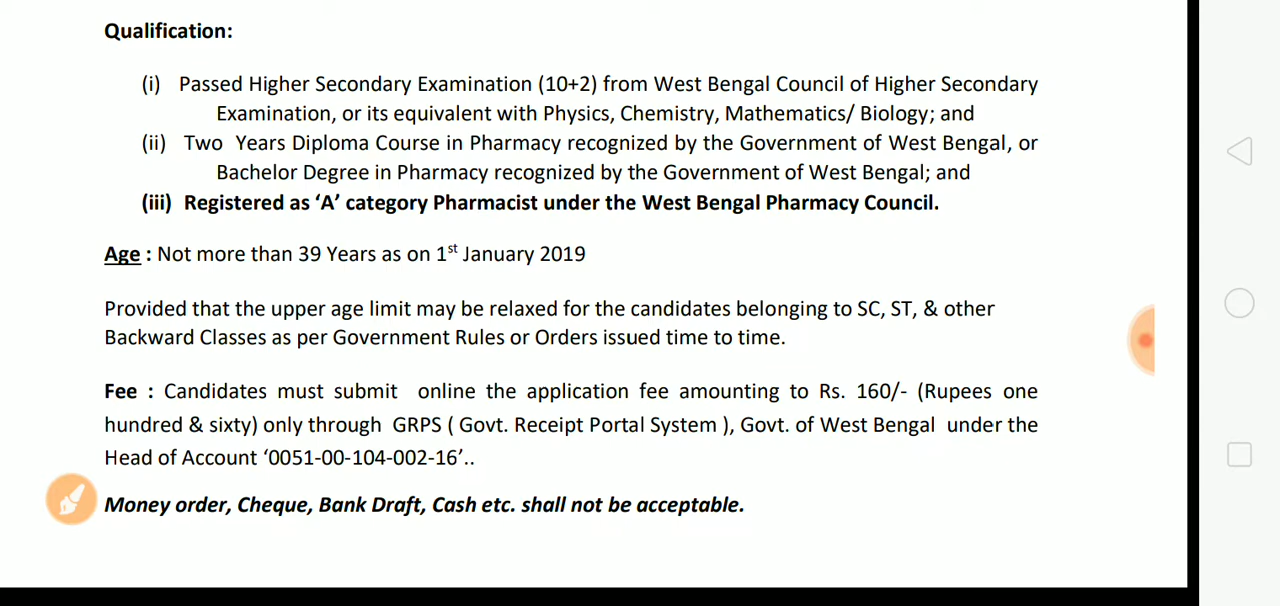 Qualification:
(i) Passed Higher Secondary Examination (10+2) from West Bengal Council of Higher Secondary
Examination, or its equivalent with Physics, Chemistry, Mathematics/ Biology; and
(ii) Two Years Diploma Course in Pharmacy recognized by the Government of West Bengal, or
Bachelor Degree in Pharmacy recognized by the Government of West Bengal; and
(iii) Registered as ‘A’ category Pharmacist under the West Bengal Pharmacy Council.
Age : Not more than 39 Years as on 1st January 2019
Provided that the upper age limit may be relaxed for the candidates belonging to SC, ST, & other
Backward Classes as per Government Rules or Orders issued time to time.
Fee : Candidates must submit online the application fee amounting to Rs. 160/- (Rupees one
hundred & sixty) only through GRPS ( Govt. Receipt Portal System ), Govt. of West Bengal under the
Head of Account ‘0051-00-104-002-16’..
Money order, Cheque, Bank Draft, Cash etc. shall not be acceptable.